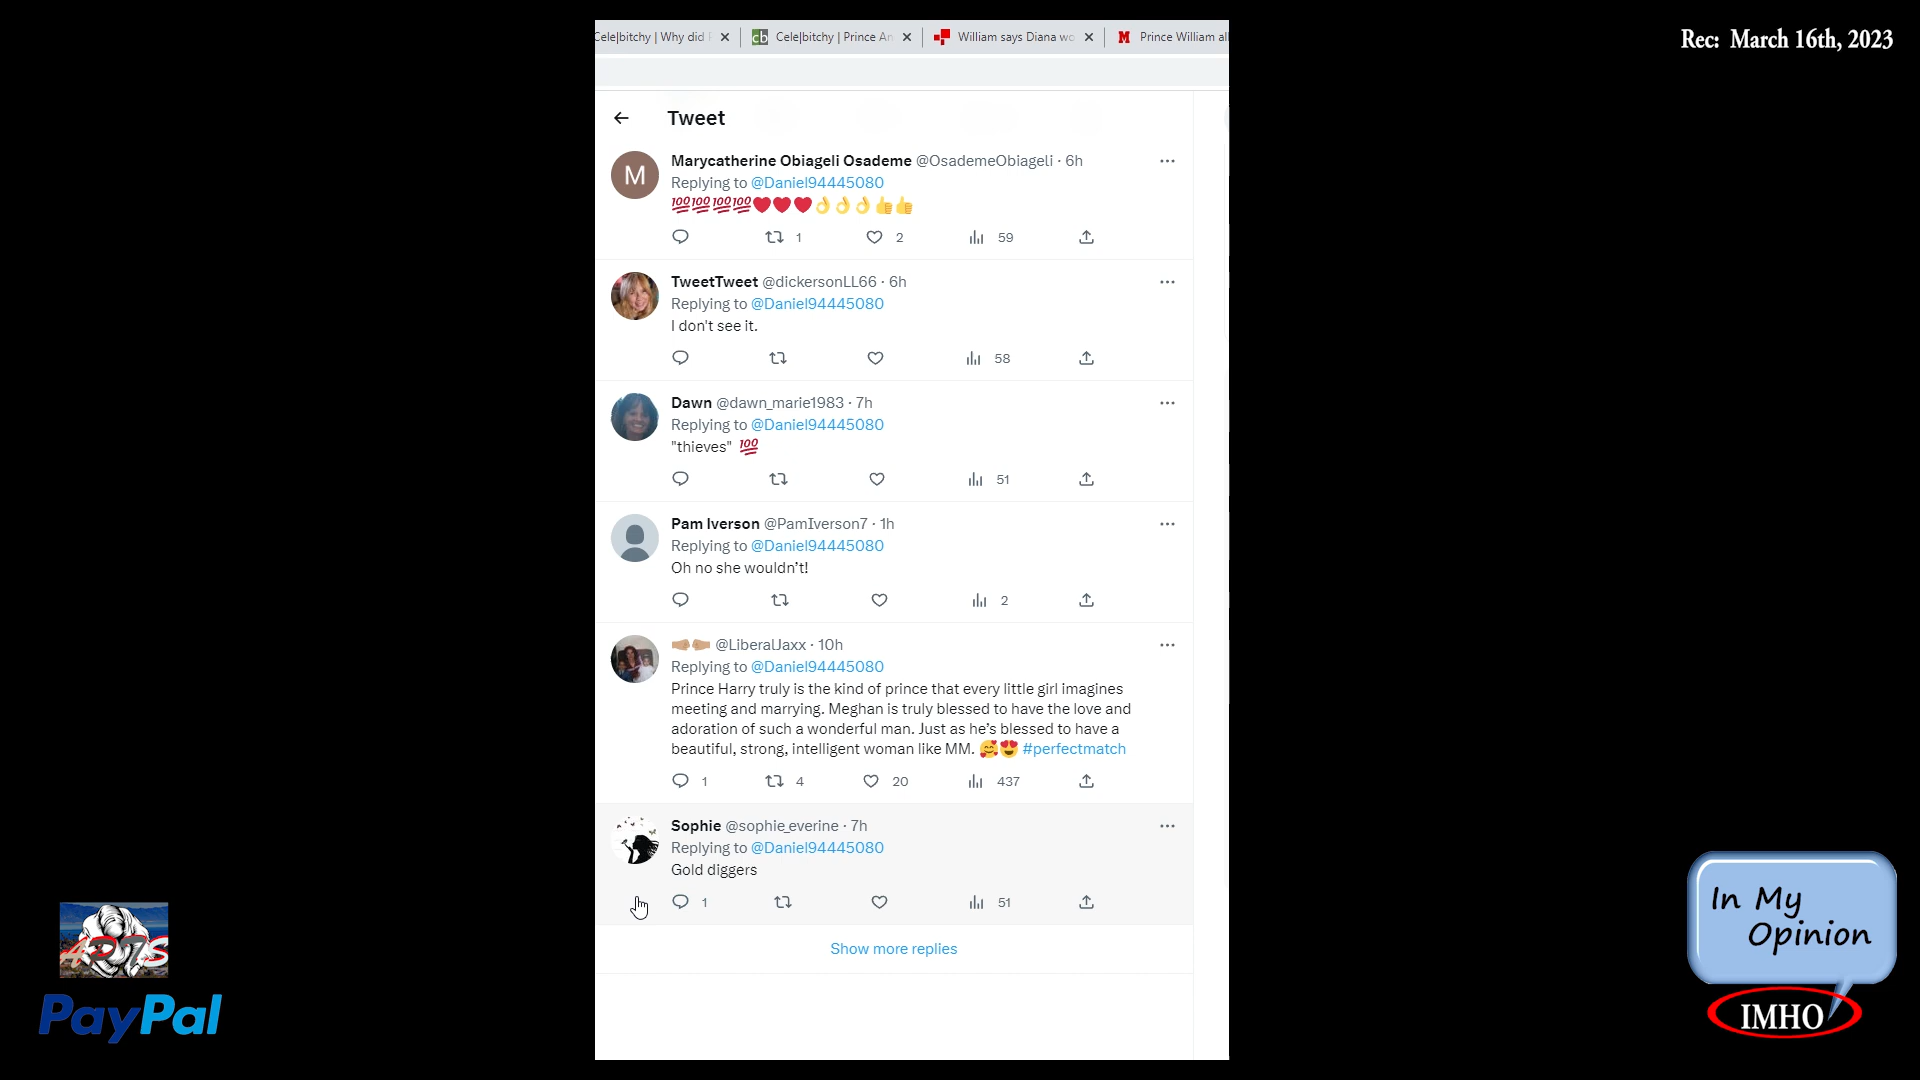 Cele|bitchy | Why did
Cele|bitchy | Prince An
William says Diana wo
Prince William all
Rec: March 16th, 2023
Tweet
M
Marycatherine Obiageli Osademe @OsademeObiageli · 6h
Replying to @Daniel94445080
💯💯💯💯❤️❤️❤️👌👌👌👍👍
1 2 59
TweetTweet @dickersonLL66 · 6h
Replying to @Daniel94445080
I don't see it.
58
Dawn @dawn_marie1983 · 7h
Replying to @Daniel94445080
"thieves" 💯
51
Pam Iverson @PamIverson7 · 1h
Replying to @Daniel94445080
Oh no she wouldn’t!
2
🤜🏽🤛🏽 @LiberalJaxx · 10h
Replying to @Daniel94445080
Prince Harry truly is the kind of prince that every little girl imagines
meeting and marrying. Meghan is truly blessed to have the love and
adoration of such a wonderful man. Just as he’s blessed to have a
beautiful, strong, intelligent woman like MM. 🥰😍 #perfectmatch
1 4 20 437
Sophie @sophie_everine · 7h
Replying to @Daniel94445080
Gold diggers
1 51
Show more replies
PayPal
In My
Opinion
IMHO